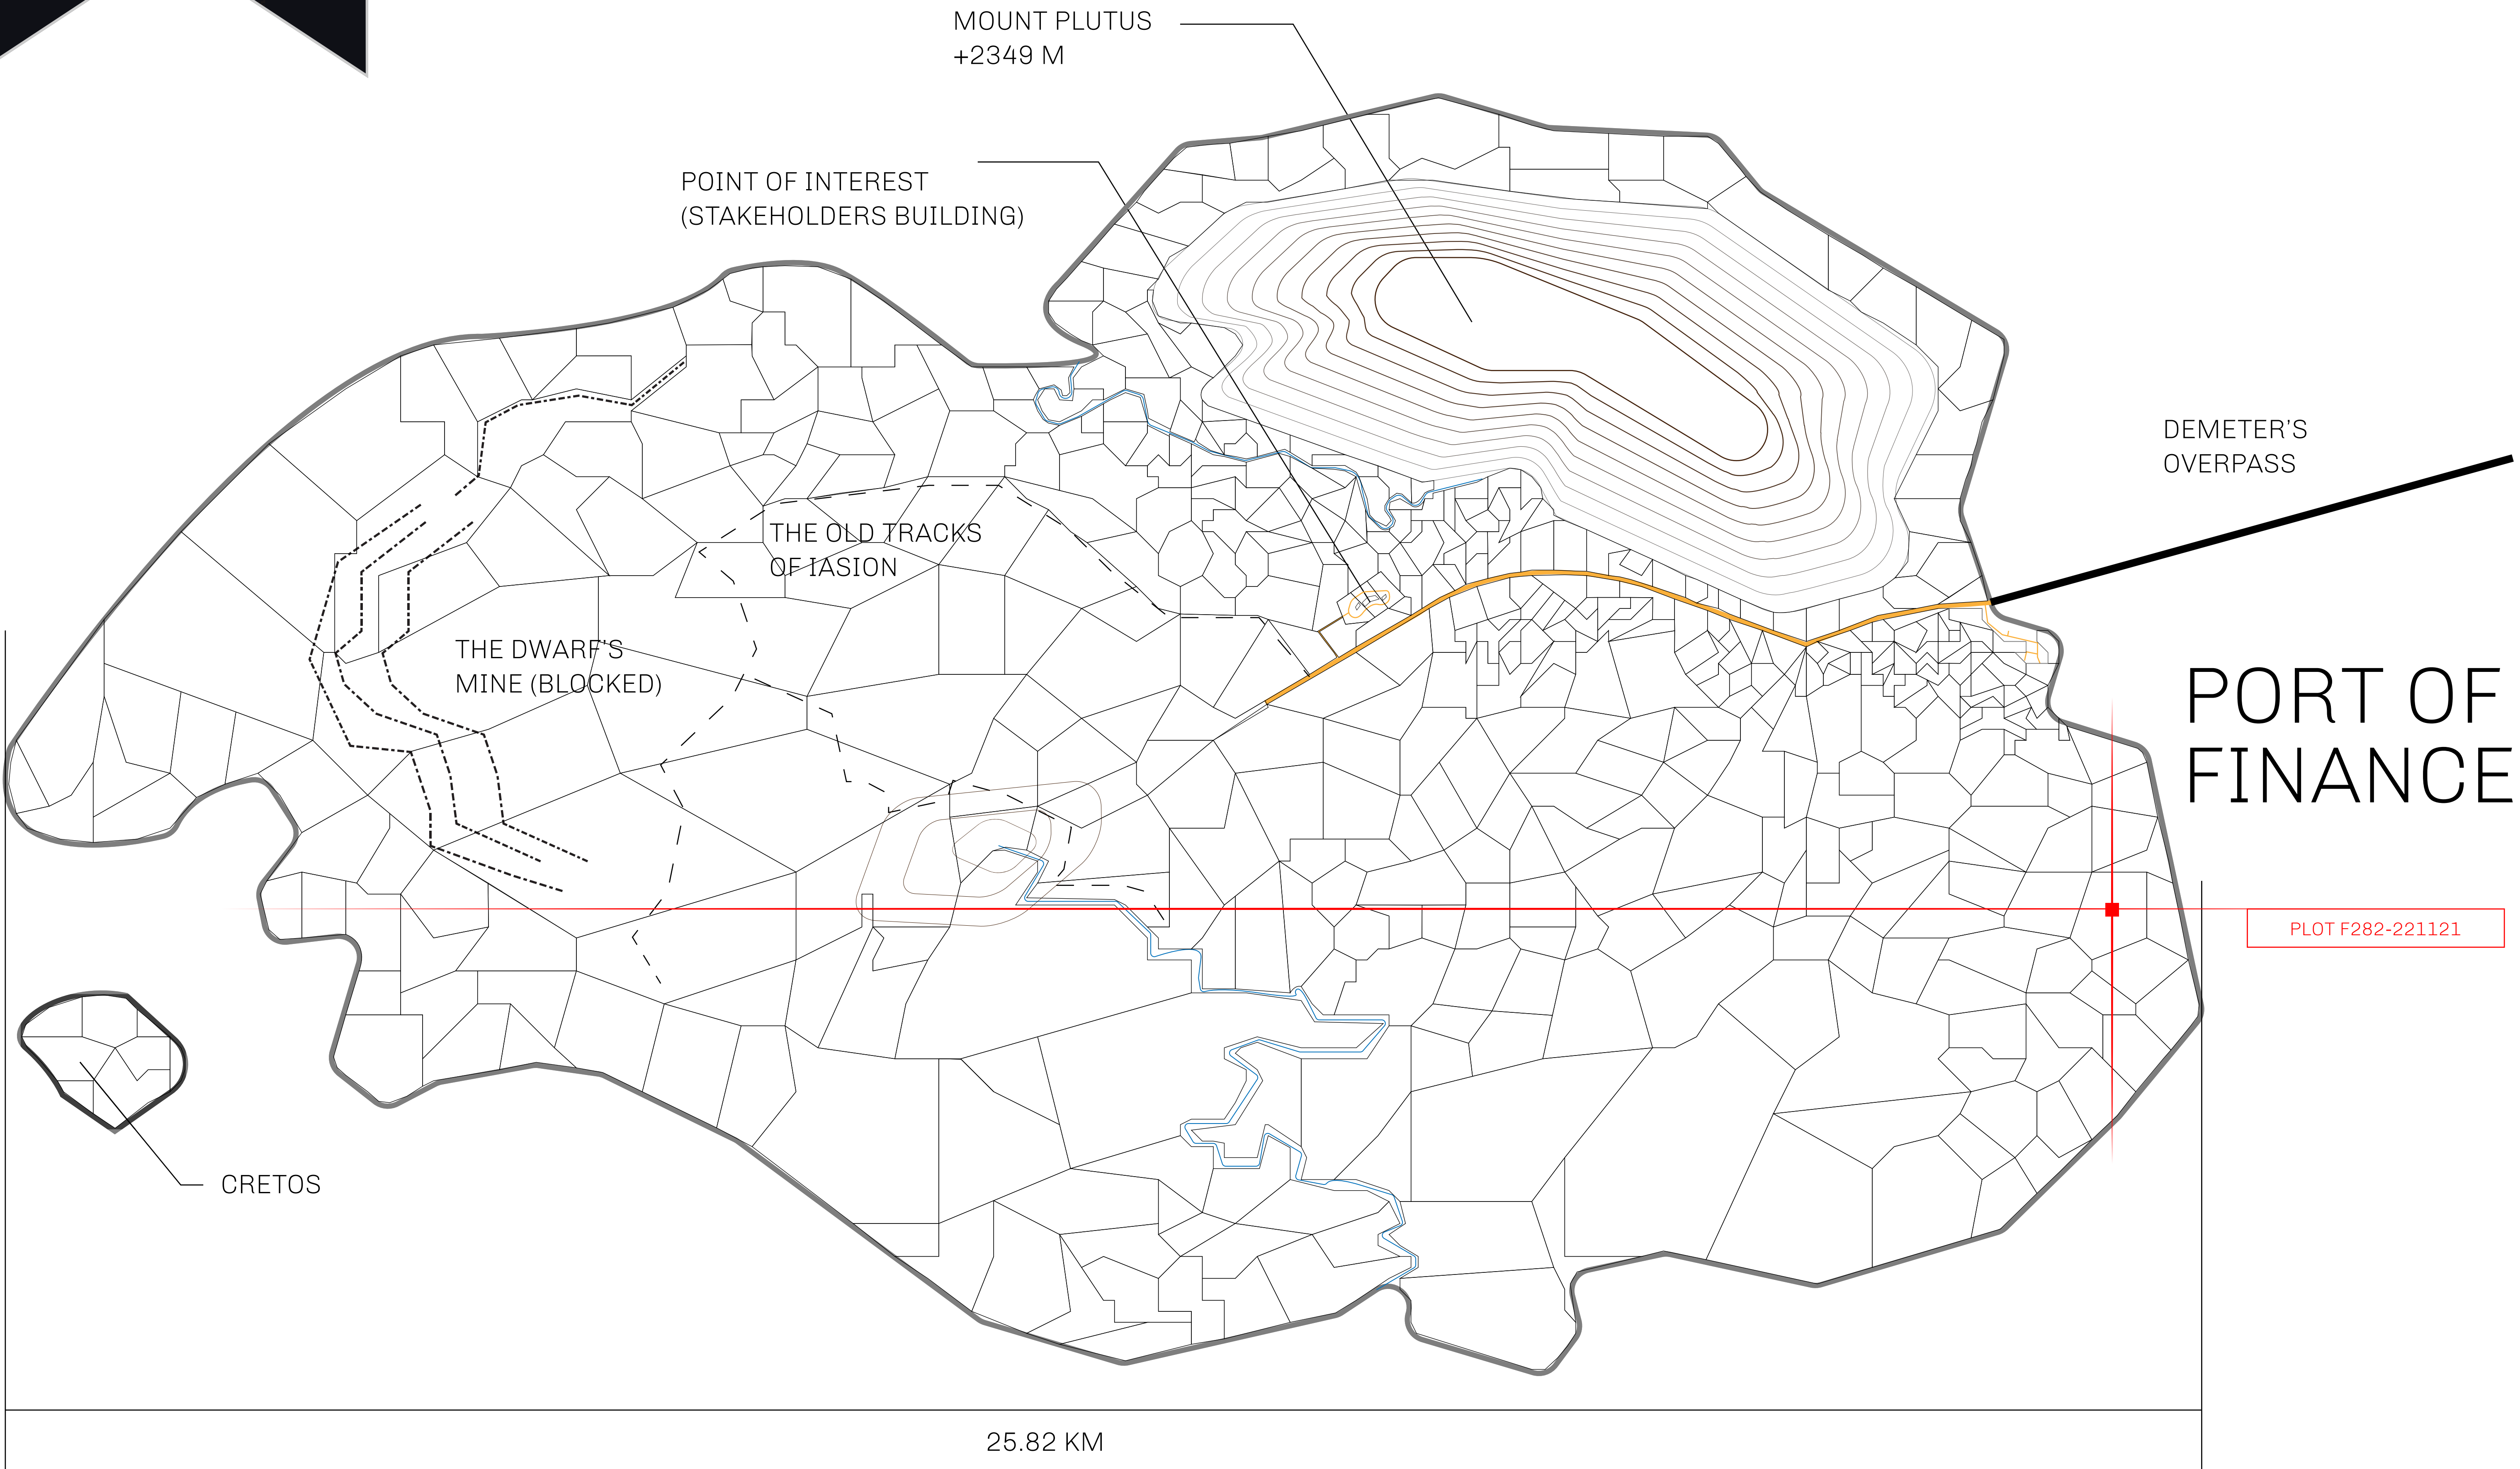 MOUNT PLUTUS
+2349 M
POINT OF INTEREST
(STAKEHOLDERS BUILDING)
DEMETER'S
OVERPASS
THE OLD TRACKS
OF IASION
THE DWARF'S
MINE (BLOCKED)
PORT OF
FINANCE
PLOT F282-221121
CRETOS
25.82 KM